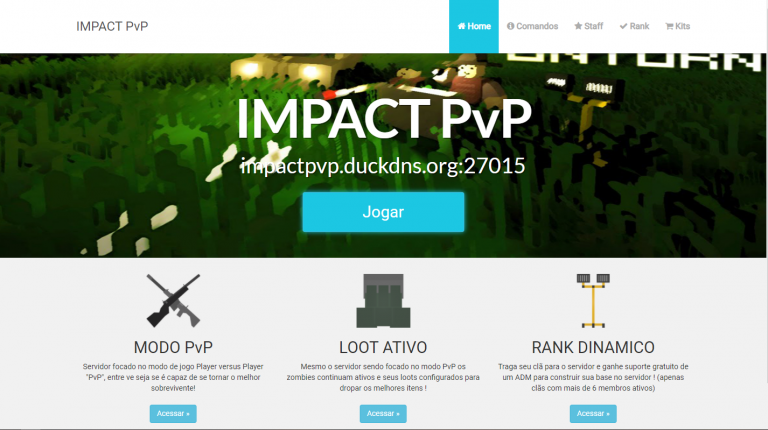 IMPACT PvP
Home Comandos Staff Rank Kits
IMPACT PvP
impactpvp.duckdns.org:27015
Jogar
MODO PvP
Servidor focado no modo de jogo Player versus Player
"PvP", entre ve seja se é capaz de se tornar o melhor
sobrevivente!
Acessar »
LOOT ATIVO
Mesmo o servidor sendo focado no modo PvP os
zombies continuam ativos e seus loots configurados para
dropar os melhores itens !
Acessar »
RANK DINAMICO
Traga seu clã para o servidor e ganhe suporte gratuito de
um ADM para construir sua base no servidor ! (apenas
clãs com mais de 6 membros ativos)
Acessar »